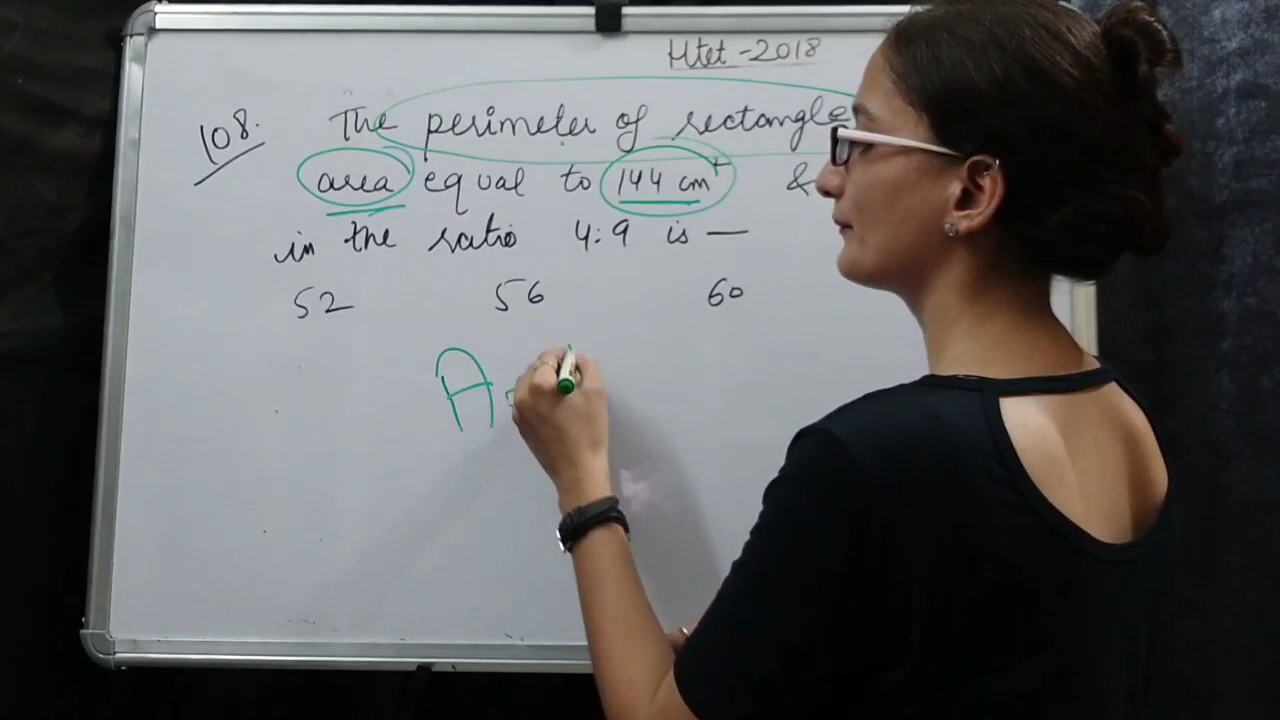 Htet - 2018
108. The perimeter of rectangle
area equal to 144 cm² &
in the ratio 4:9 is —
52 56 60
A=